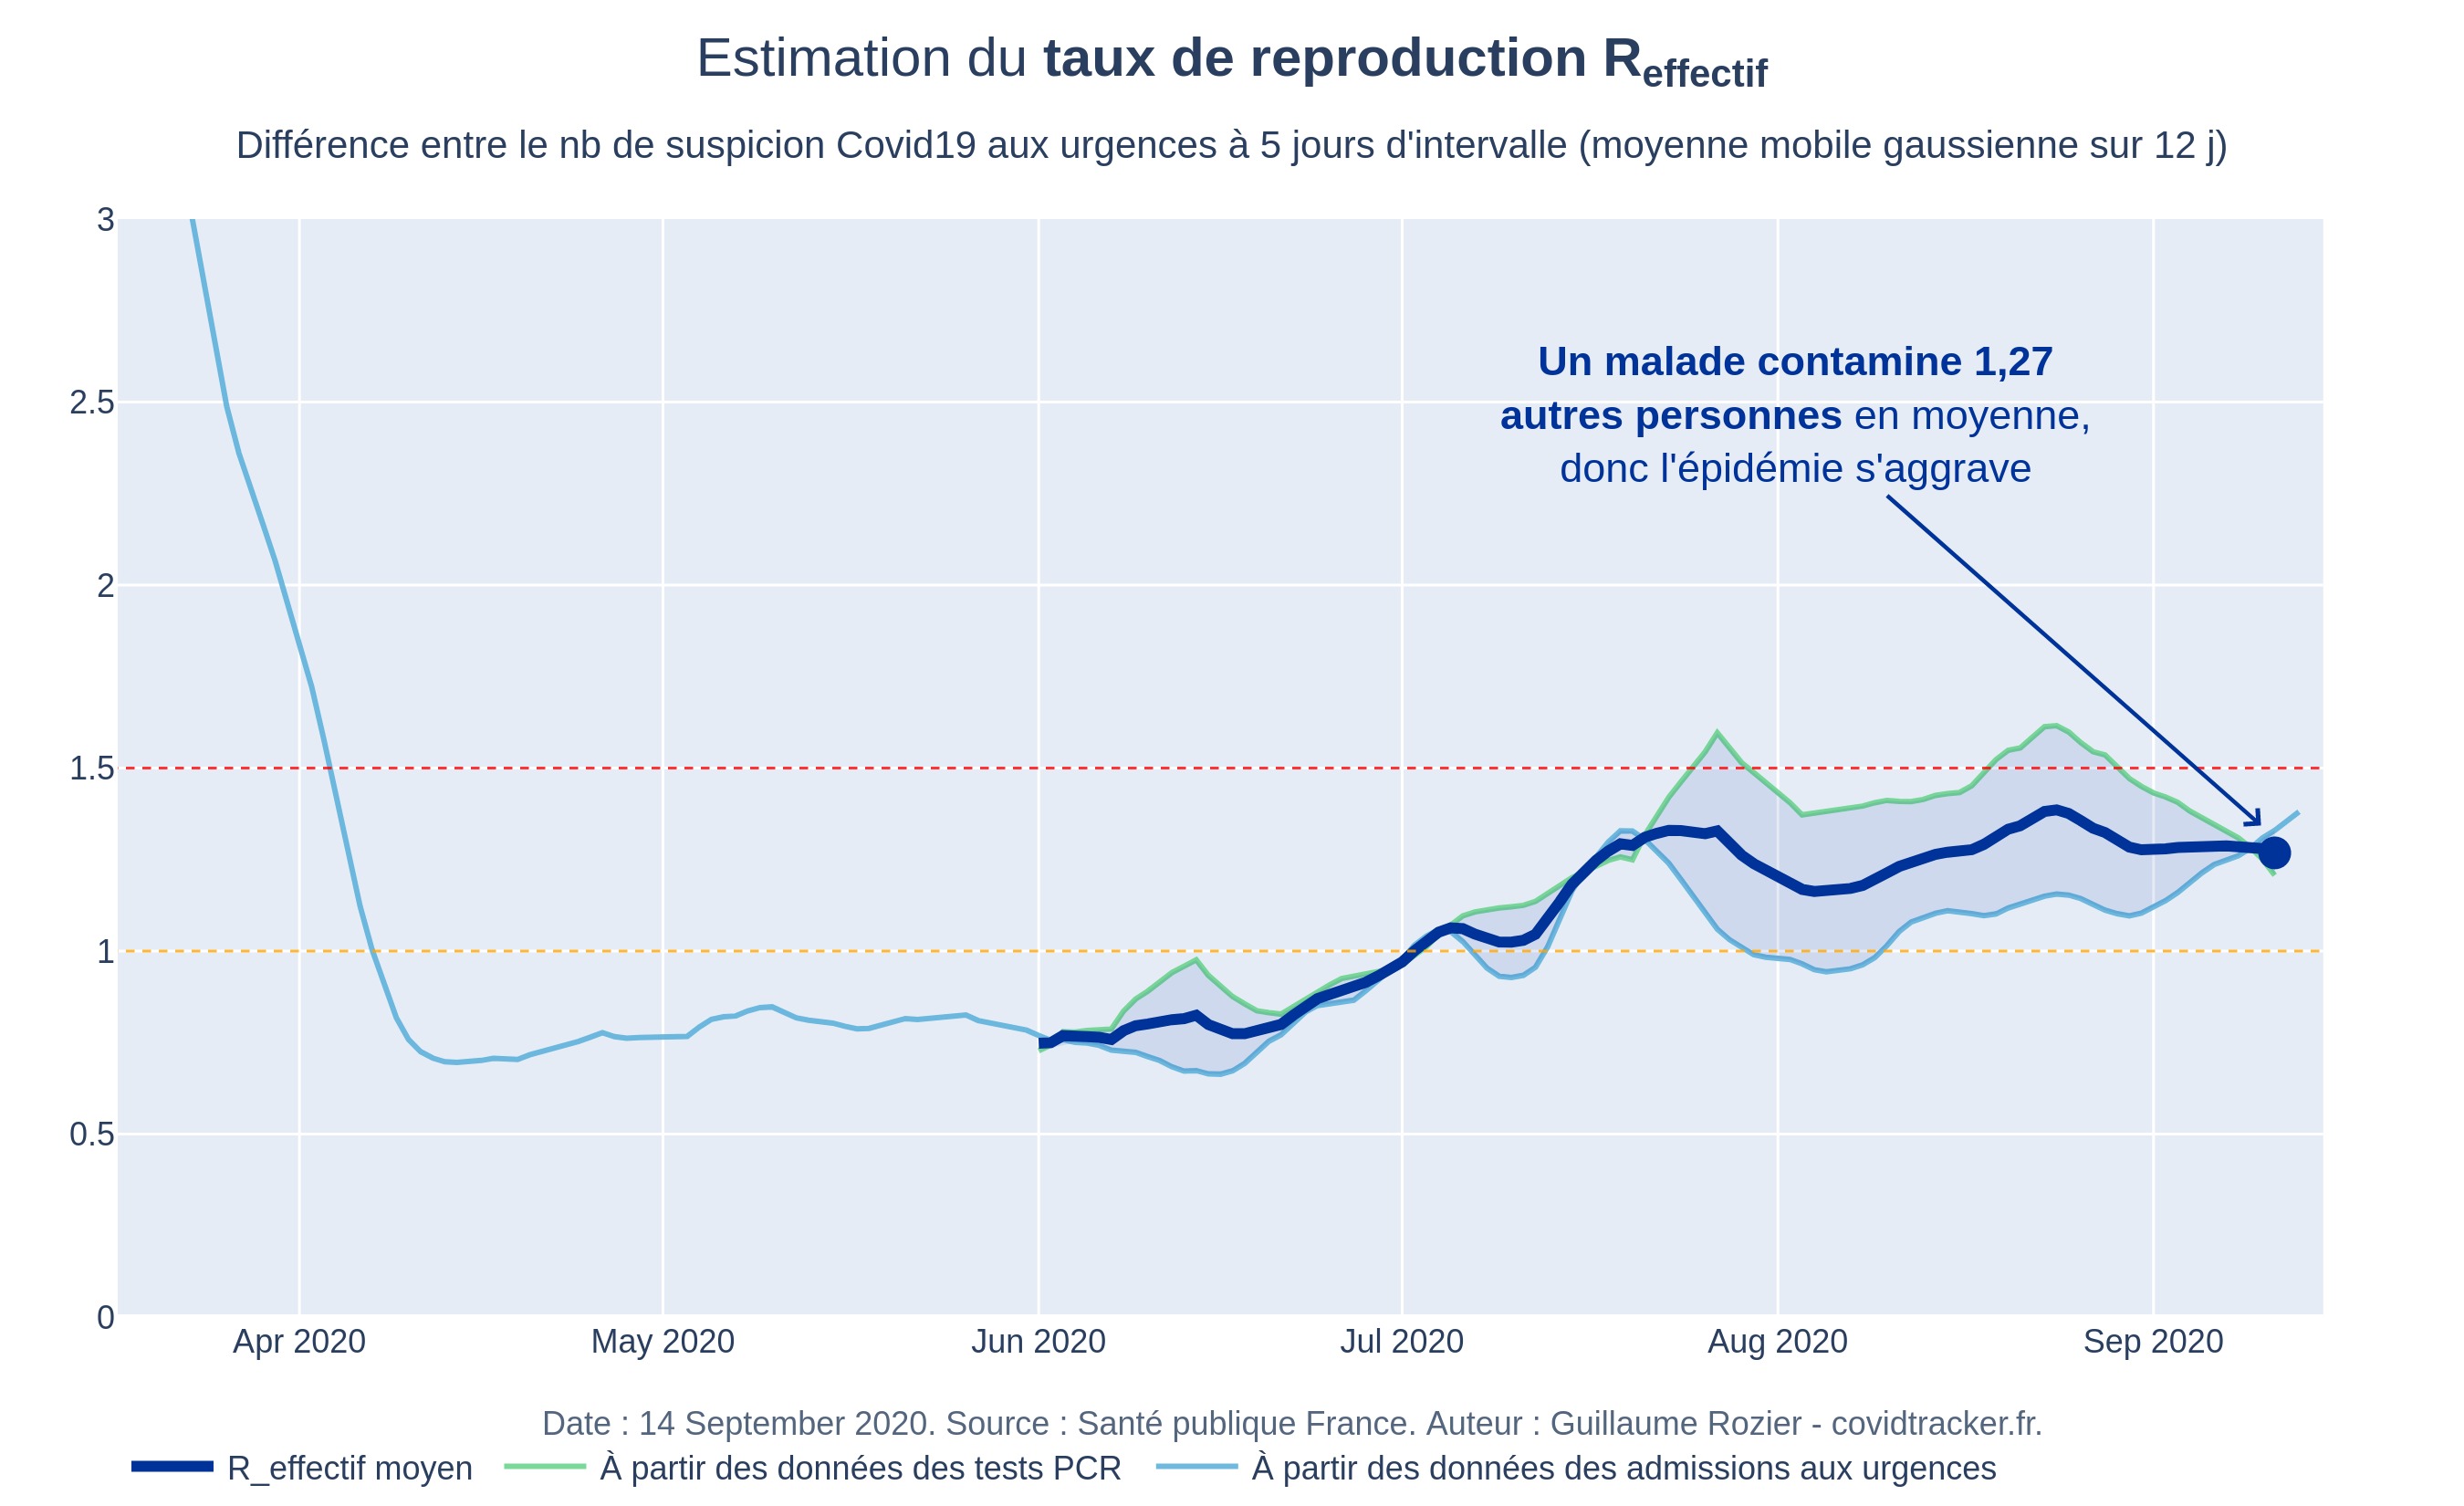 Estimation du taux de reproduction Reffectif
Différence entre le nb de suspicion Covid19 aux urgences à 5 jours d'intervalle (moyenne mobile gaussienne sur 12 j)
3
2.5
2
1.5
1
0.5
0
Un malade contamine 1,27
autres personnes en moyenne,
donc l'épidémie s'aggrave
Apr 2020 May 2020 Jun 2020 Jul 2020 Aug 2020 Sep 2020
Date : 14 September 2020. Source : Santé publique France. Auteur : Guillaume Rozier - covidtracker.fr.
R_effectif moyen À partir des données des tests PCR À partir des données des admissions aux urgences